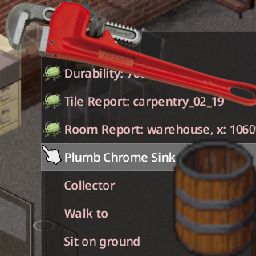 Durability:
Tile Report: carpentry_02_19
Room Report: warehouse, x: 1060
Plumb Chrome Sink
Collector
Walk to
Sit on ground